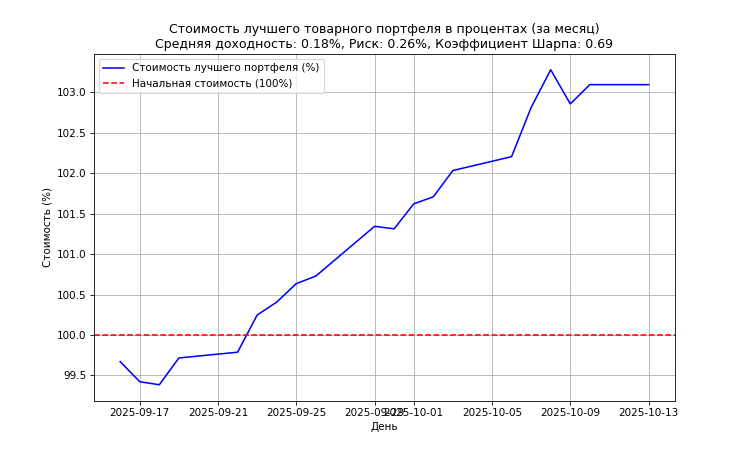 Стоимость лучшего товарного портфеля в процентах (за месяц)
Средняя доходность: 0.18%, Риск: 0.26%, Коэффициент Шарпа: 0.69
Стоимость лучшего портфеля (%)
Начальная стоимость (100%)
Стоимость (%)
103.0
102.5
102.0
101.5
101.0
100.5
100.0
99.5
2025-09-17 2025-09-21 2025-09-25 2025-09-29 2025-10-01 2025-10-05 2025-10-09 2025-10-13
День